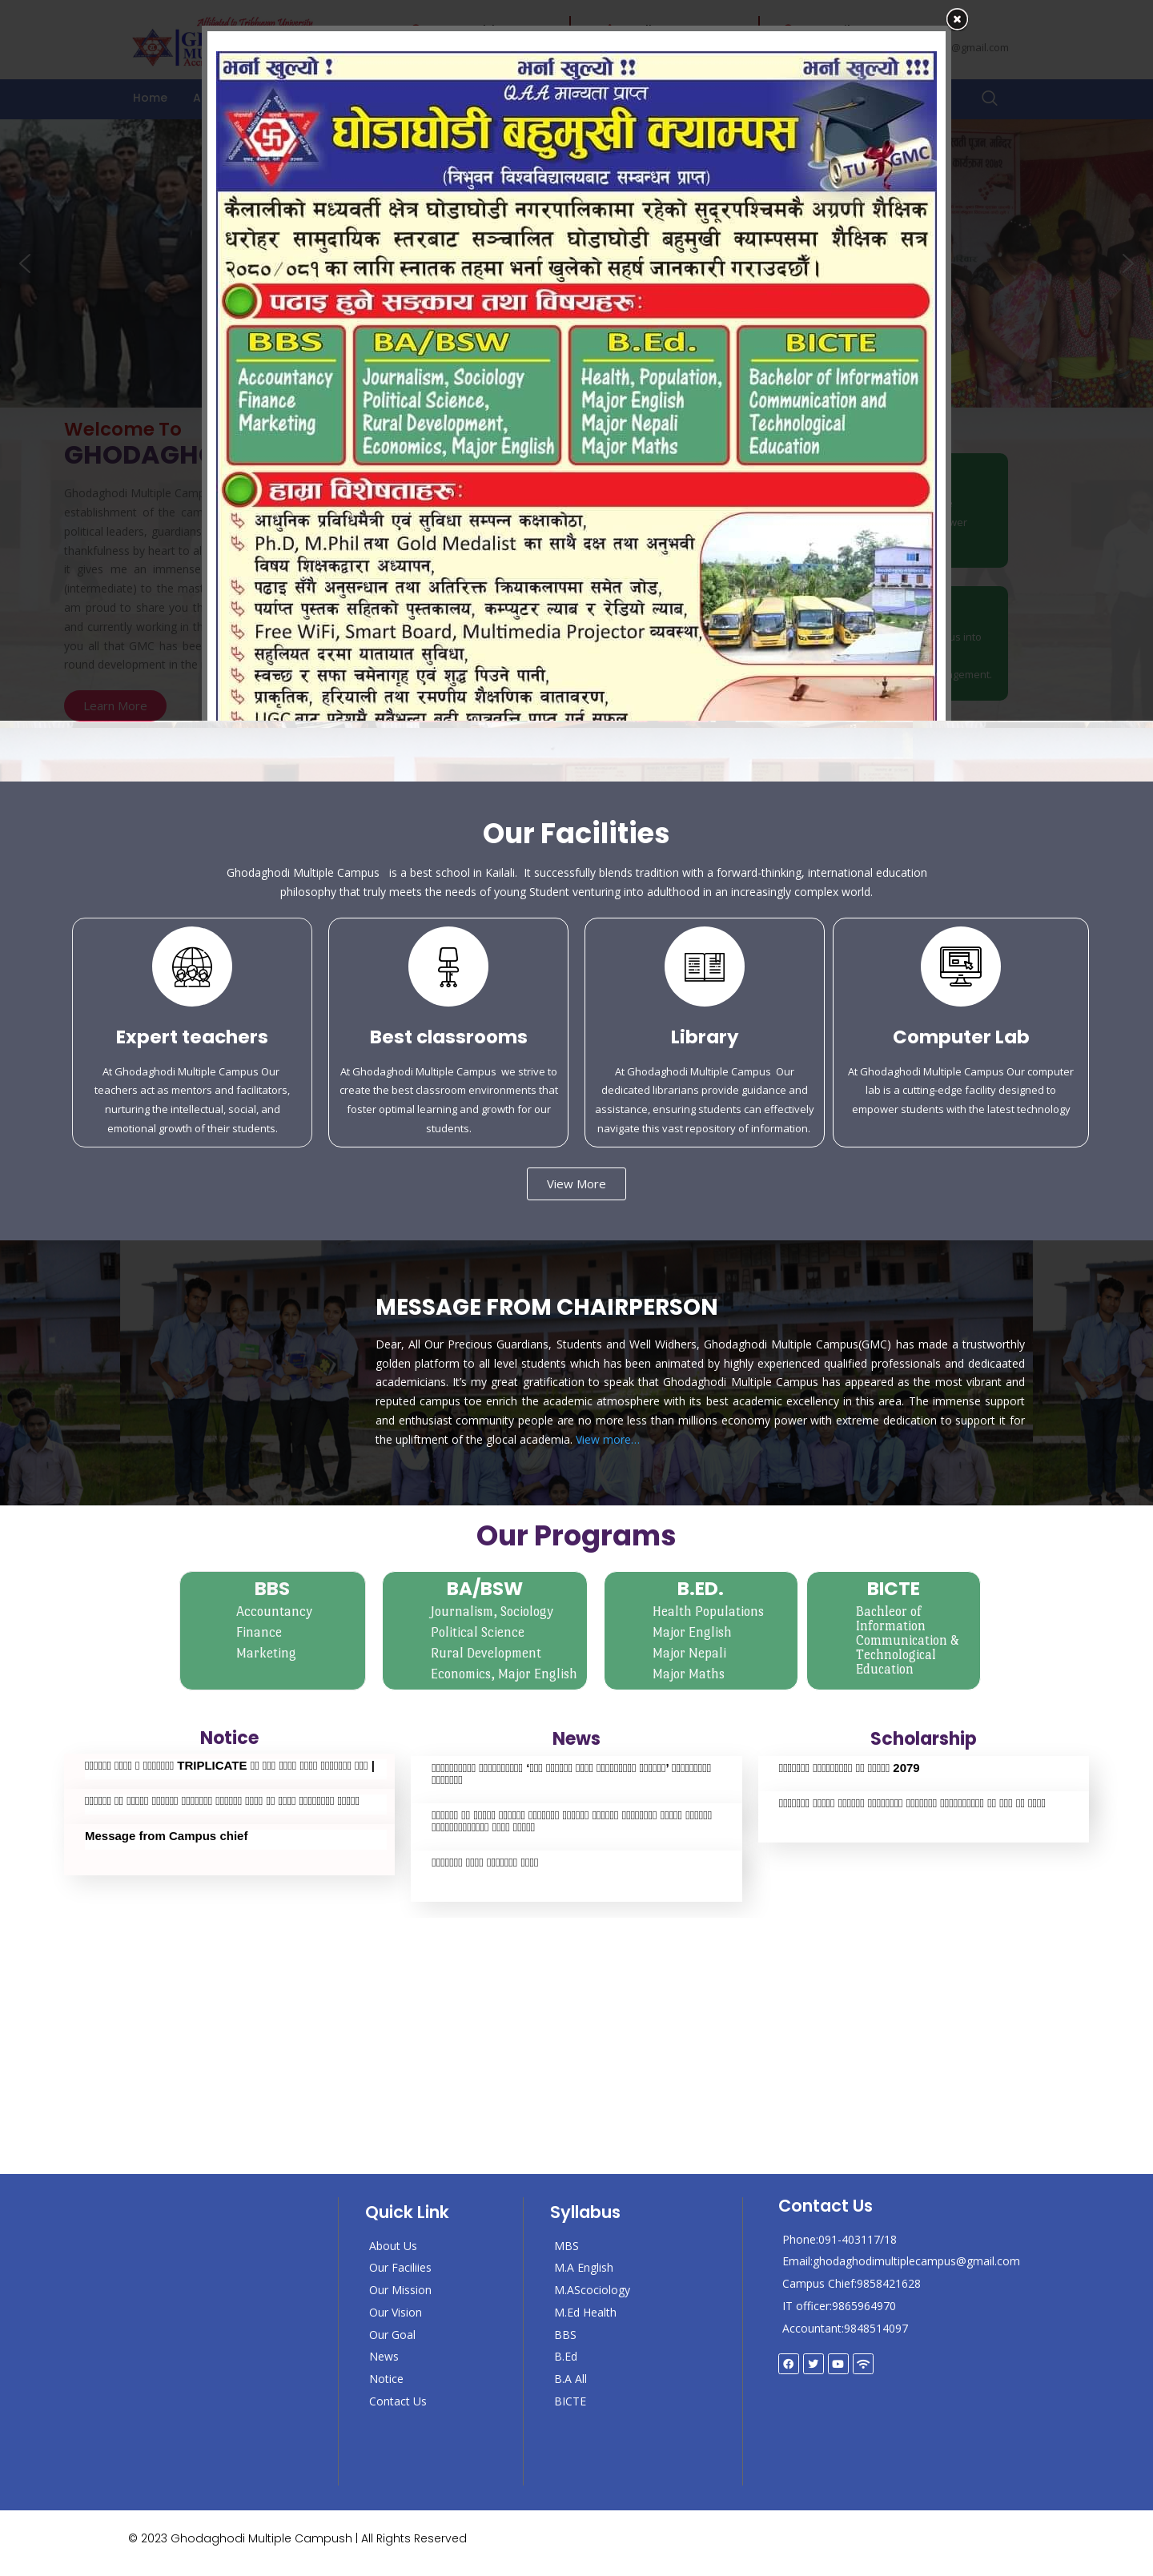 Affiliated to Tribhuvan University
@gmail.com
Home
भर्ना खुल्यो ! भर्ना खुल्यो !! भर्ना खुल्यो !!!
QAA मान्यता प्राप्त
घोडाघोडी बहुमुखी क्याम्पस
(त्रिभुवन विश्वविद्यालयबाट सम्बन्धन प्राप्त)
TU GMC
कैलालीको मध्यवर्ती क्षेत्र घोडाघोडी नगरपालिकामा रहेको सुदूरपश्चिमकै अग्रणी शैक्षिक
धरोहर सामुदायिक स्तरबाट सञ्चालित घोडाघोडी बहुमुखी क्याम्पसमा शैक्षिक सत्र
२०८०/०८१ को लागि स्नातक तहमा भर्ना खुलेको सहर्ष जानकारी गराउदछौँ।
पढाइ हुने सङ्काय तथा विषयहरूः
BBS BA/BSW B.Ed. BICTE
Accountancy Journalism, Sociology Health, Population, Bachelor of Information
Finance Political Science, Major English Communication and
Marketing Rural Development, Major Nepali Technological
Economics, Major English Major Maths Education
हाम्रा विशेषताहरूः
आधुनिक प्रविधिमैत्री एवं सुविधा सम्पन्न कक्षाकोठा,
Ph.D, M.Phil तथा Gold Medalist का साथै दक्ष तथा अनुभवी
विषय शिक्षकद्वारा अध्यापन,
पढाइ सँगै अनुसन्धान तथा अतिरिक्त क्रियाकलापमा समेत जोड,
पर्याप्त पुस्तक सहितको पुस्तकालय, कम्प्युटर ल्याब र रेडियो ल्याब,
Free WiFi, Smart Board, Multimedia Projector व्यवस्था,
सहुलियत दरमा यातायात सुविधा,
स्वच्छ र सफा चमेनागृह एवं शुद्ध पिउने पानी,
प्राकृतिक, हरियाली तथा रमणीय शैक्षणिक वातावरण,
UGC बाट प्रदेशमै सबैभन्दा बढी छात्रवृत्ति प्राप्त गर्न सफल
Welcome To
GHODAGH
Ghodaghodi Multiple Camp
establishment of the cam
political leaders, guardians
thankfulness by heart to al
it gives me an immense
(intermediate) to the mast
am proud to share you th
and currently working in th
you all that GMC has been
round development in the
Learn More
wer
us into
gement.
Our Facilities
Ghodaghodi Multiple Campus is a best school in Kailali. It successfully blends tradition with a forward-thinking, international education
philosophy that truly meets the needs of young Student venturing into adulthood in an increasingly complex world.
Expert teachers
At Ghodaghodi Multiple Campus Our
teachers act as mentors and facilitators,
nurturing the intellectual, social, and
emotional growth of their students.
Best classrooms
At Ghodaghodi Multiple Campus we strive to
create the best classroom environments that
foster optimal learning and growth for our
students.
Library
At Ghodaghodi Multiple Campus Our
dedicated librarians provide guidance and
assistance, ensuring students can effectively
navigate this vast repository of information.
Computer Lab
At Ghodaghodi Multiple Campus Our computer
lab is a cutting-edge facility designed to
empower students with the latest technology
View More
MESSAGE FROM CHAIRPERSON
Dear, All Our Precious Guardians, Students and Well Widhers, Ghodaghodi Multiple Campus(GMC) has made a trustworthly
golden platform to all level students which has been animated by highly experienced qualified professionals and dedicaated
academicians. It's my great gratification to speak that Ghodaghodi Multiple Campus has appeared as the most vibrant and
reputed campus toe enrich the academic atmosphere with its best academic excellency in this area. The immense support
and enthusiast community people are no more less than millions economy power with extreme dedication to support it for
the upliftment of the glocal academia. View more…
Our Programs
BBS
Accountancy
Finance
Marketing
BA/BSW
Journalism, Sociology
Political Science
Rural Development
Economics, Major English
B.ED.
Health Populations
Major English
Major Nepali
Major Maths
BICTE
Bachleor of
Information
Communication &
Technological
Education
Notice
TRIPLICATE |
Message from Campus chief
News
Scholarship
2079
Quick Link
About Us
Our Faciliies
Our Mission
Our Vision
Our Goal
News
Notice
Contact Us
Syllabus
MBS
M.A English
M.AScociology
M.Ed Health
BBS
B.Ed
B.A All
BICTE
Contact Us
Phone:091-403117/18
Email:ghodaghodimultiplecampus@gmail.com
Campus Chief:9858421628
IT officer:9865964970
Accountant:9848514097
© 2023 Ghodaghodi Multiple Campush | All Rights Reserved